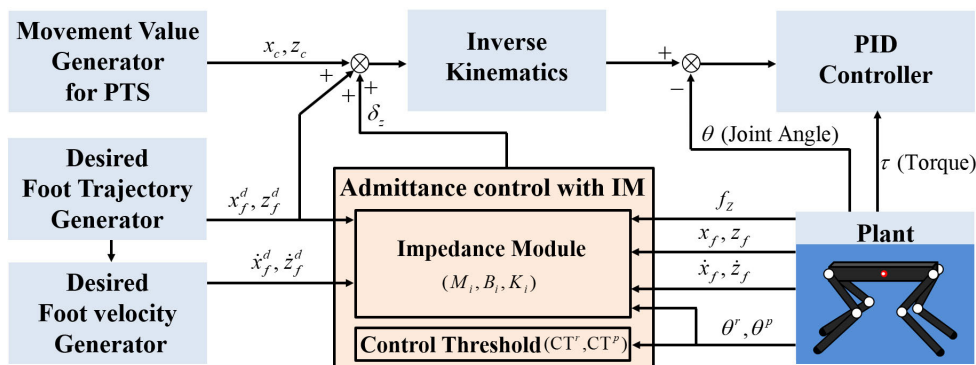 Movement Value
Generator
for PTS
x_c, z_c
+
+
+
δ_z
Inverse
Kinematics
+
−
PID
Controller
θ (Joint Angle)
τ (Torque)
Desired
Foot Trajectory
Generator
x_f^d, z_f^d
Desired
Foot velocity
Generator
ẋ_f^d, ż_f^d
Admittance control with IM
Impedance Module
(M_i, B_i, K_i)
Control Threshold (CT^r, CT^p)
f_Z
x_f, z_f
ẋ_f, ż_f
θ^r, θ^p
Plant